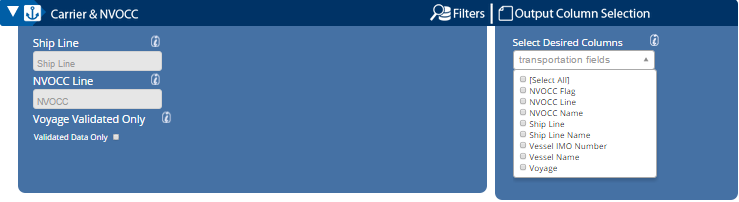 Carrier & NVOCC
Filters
Output Column Selection
Ship Line
Ship Line
NVOCC Line
NVOCC
Voyage Validated Only
Validated Data Only
Select Desired Columns
transportation fields
[Select All]
NVOCC Flag
NVOCC Line
NVOCC Name
Ship Line
Ship Line Name
Vessel IMO Number
Vessel Name
Voyage